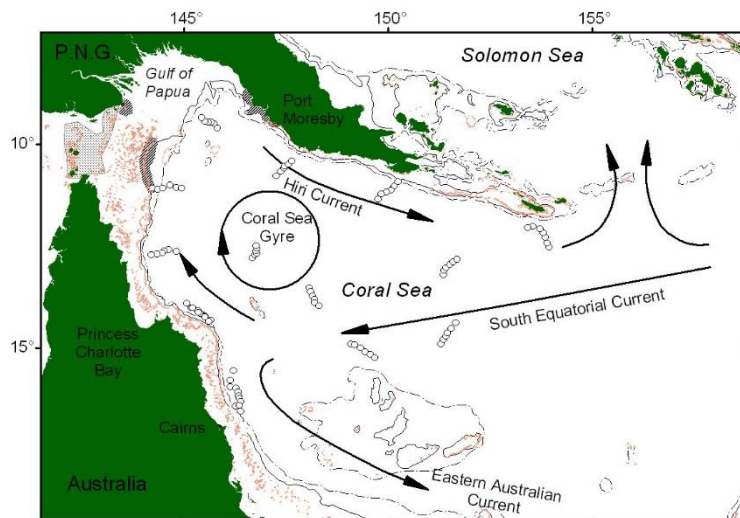 145°
150°
155°
P.N.G.
Solomon Sea
Gulf of
Papua
Port
Moresby
10°
Hiri Current
Coral Sea
Gyre
Coral Sea
South Equatorial Current
15°
Princess
Charlotte
Bay
Cairns
Australia
Eastern Australian
Current